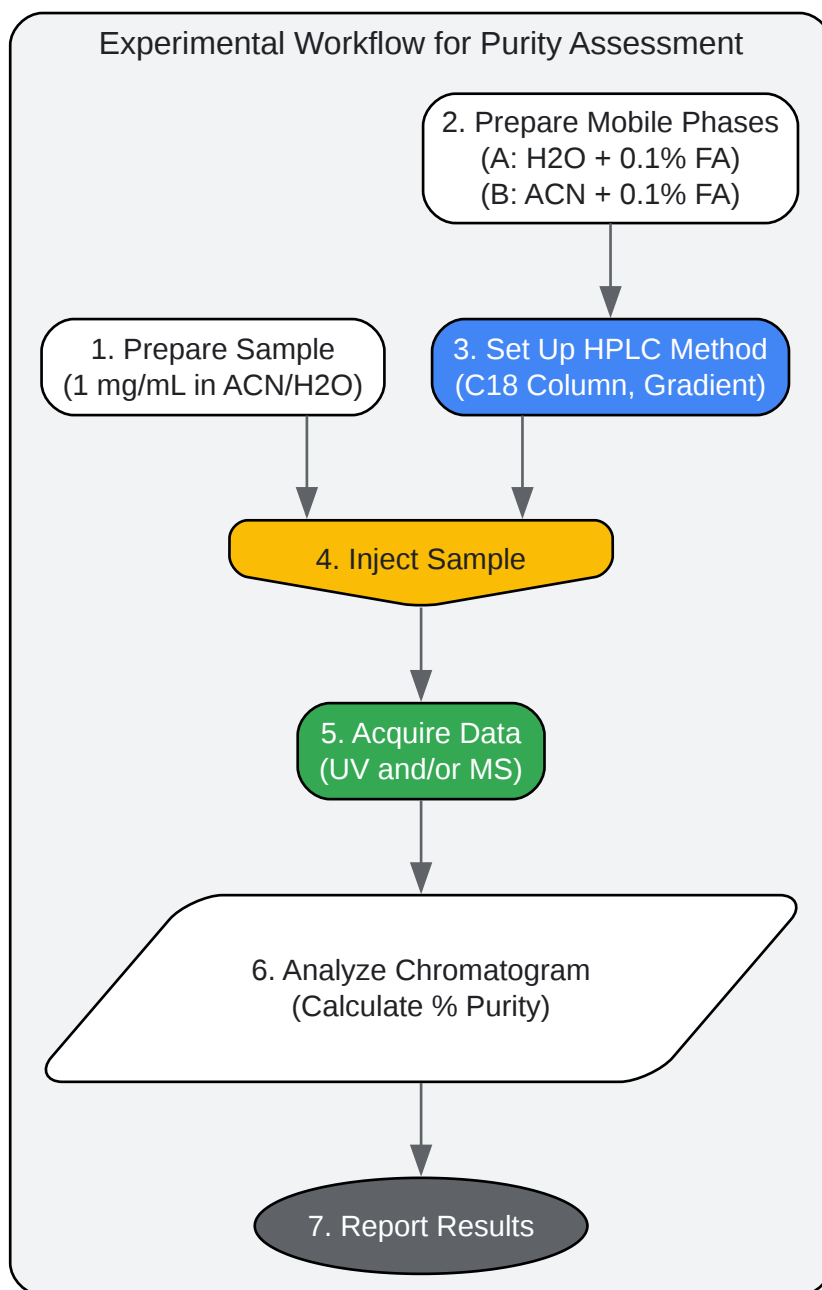 Experimental Workflow for Purity Assessment
2. Prepare Mobile Phases
(A: H2O + 0.1% FA)
(B: ACN + 0.1% FA)
1. Prepare Sample
(1 mg/mL in ACN/H2O)
3. Set Up HPLC Method
(C18 Column, Gradient)
4. Inject Sample
5. Acquire Data
(UV and/or MS)
6. Analyze Chromatogram
(Calculate % Purity)
7. Report Results